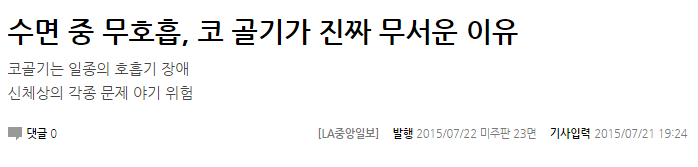 수면 중 무호흡, 코 골기가 진짜 무서운 이유
코골기는 일종의 호흡기 장애
신체상의 각종 문제 야기 위험
댓글 0 [LA중앙일보] 발행 2015/07/22 미주판 23면 기사입력 2015/07/21 19:24